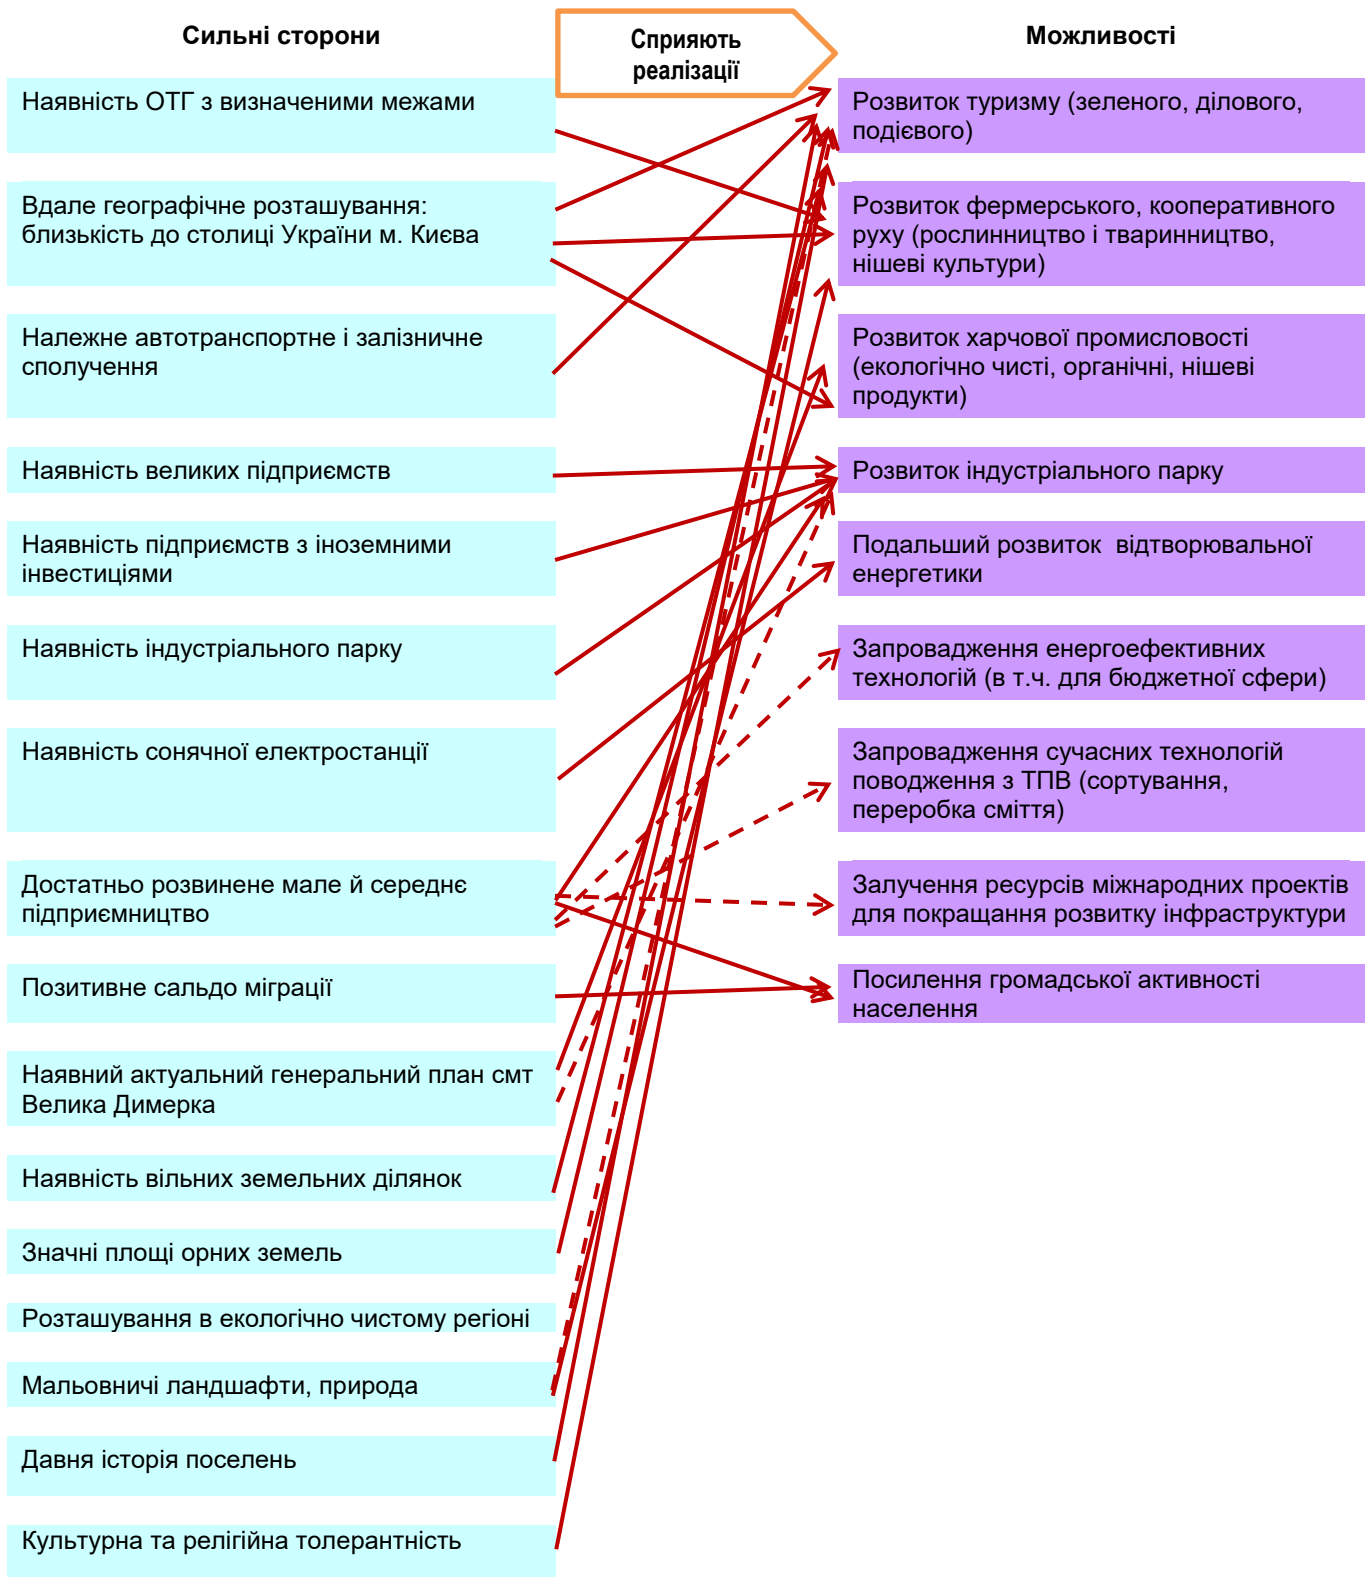 Сильні сторони
Сприяють
реалізації
Можливості
Наявність ОТГ з визначеними межами
Вдале географічне розташування:
близькість до столиці України м. Києва
Належне автотранспортне і залізничне
сполучення
Наявність великих підприємств
Наявність підприємств з іноземними
інвестиціями
Наявність індустріального парку
Наявність сонячної електростанції
Достатньо розвинене мале й середнє
підприємництво
Позитивне сальдо міграції
Наявний актуальний генеральний план смт
Велика Димерка
Наявність вільних земельних ділянок
Значні площі орних земель
Розташування в екологічно чистому регіоні
Мальовничі ландшафти, природа
Давня історія поселень
Культурна та релігійна толерантність
Розвиток туризму (зеленого, ділового,
подієвого)
Розвиток фермерського, кооперативного
руху (рослинництво і тваринництво,
нішеві культури)
Розвиток харчової промисловості
(екологічно чисті, органічні, нішеві
продукти)
Розвиток індустріального парку
Подальший розвиток  відтворювальної
енергетики
Запровадження енергоефективних
технологій (в т.ч. для бюджетної сфери)
Запровадження сучасних технологій
поводження з ТПВ (сортування,
переробка сміття)
Залучення ресурсів міжнародних проектів
для покращання розвитку інфраструктури
Посилення громадської активності
населення